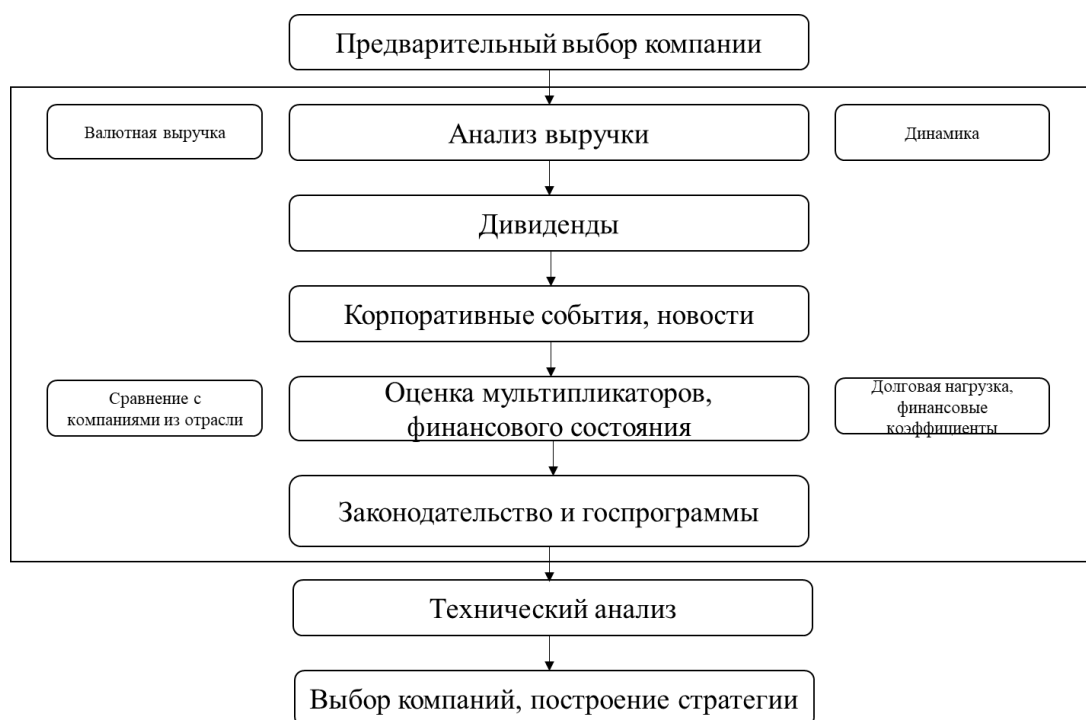 Предварительный выбор компании
Валютная выручка
Анализ выручки
Динамика
Дивиденды
Корпоративные события, новости
Сравнение с
компаниями из отрасли
Оценка мультипликаторов,
финансового состояния
Долговая нагрузка,
финансовые
коэффициенты
Законодательство и госпрограммы
Технический анализ
Выбор компаний, построение стратегии